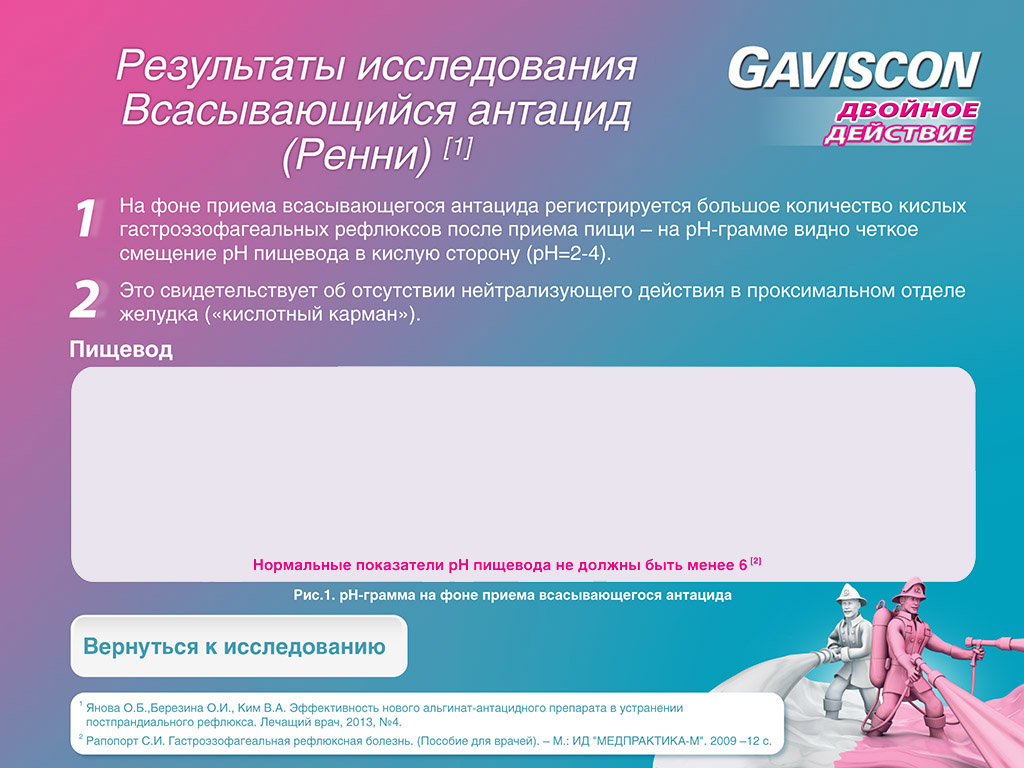 Результаты исследования
Всасывающийся антацид
(Ренни) [1]
GAVISCON
ДВОЙНОЕ
ДЕЙСТВИЕ
1 На фоне приема всасывающегося антацида регистрируется большое количество кислых
гастроэзофагеальных рефлюксов после приема пищи – на pH-грамме видно четкое
смещение pH пищевода в кислую сторону (pH=2-4).
2 Это свидетельствует об отсутствии нейтрализующего действия в проксимальном отделе
желудка («кислотный карман»).
Пищевод
Нормальные показатели pH пищевода не должны быть менее 6 [2]
Рис.1. pH-грамма на фоне приема всасывающегося антацида
Вернуться к исследованию
1 Янова О.Б.,Березина О.И., Ким В.А. Эффективность нового альгинат-антацидного препарата в устранении
постпрандиального рефлюкса. Лечащий врач, 2013, №4.
2 Рапопорт С.И. Гастроэзофагеальная рефлюксная болезнь. (Пособие для врачей). – М.: ИД "МЕДПРАКТИКА-М". 2009 –12 с.